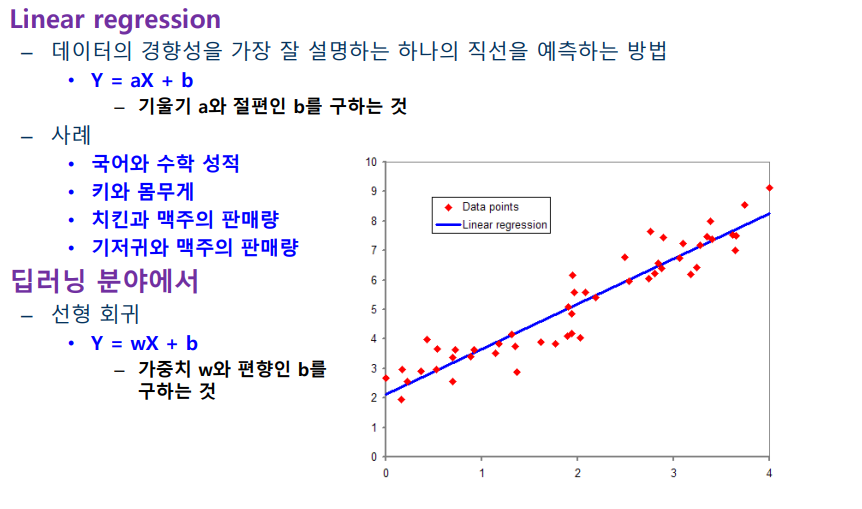 Linear regression
– 데이터의 경향성을 가장 잘 설명하는 하나의 직선을 예측하는 방법
• Y = aX + b
– 기울기 a와 절편인 b를 구하는 것
– 사례
• 국어와 수학 성적
• 키와 몸무게
• 치킨과 맥주의 판매량
• 기저귀와 맥주의 판매량
딥러닝 분야에서
– 선형 회귀
• Y = wX + b
– 가중치 w와 편향인 b를
구하는 것
10
9
8
7
6
5
4
3
2
1
0
Data points
Linear regression
0 1 2 3 4